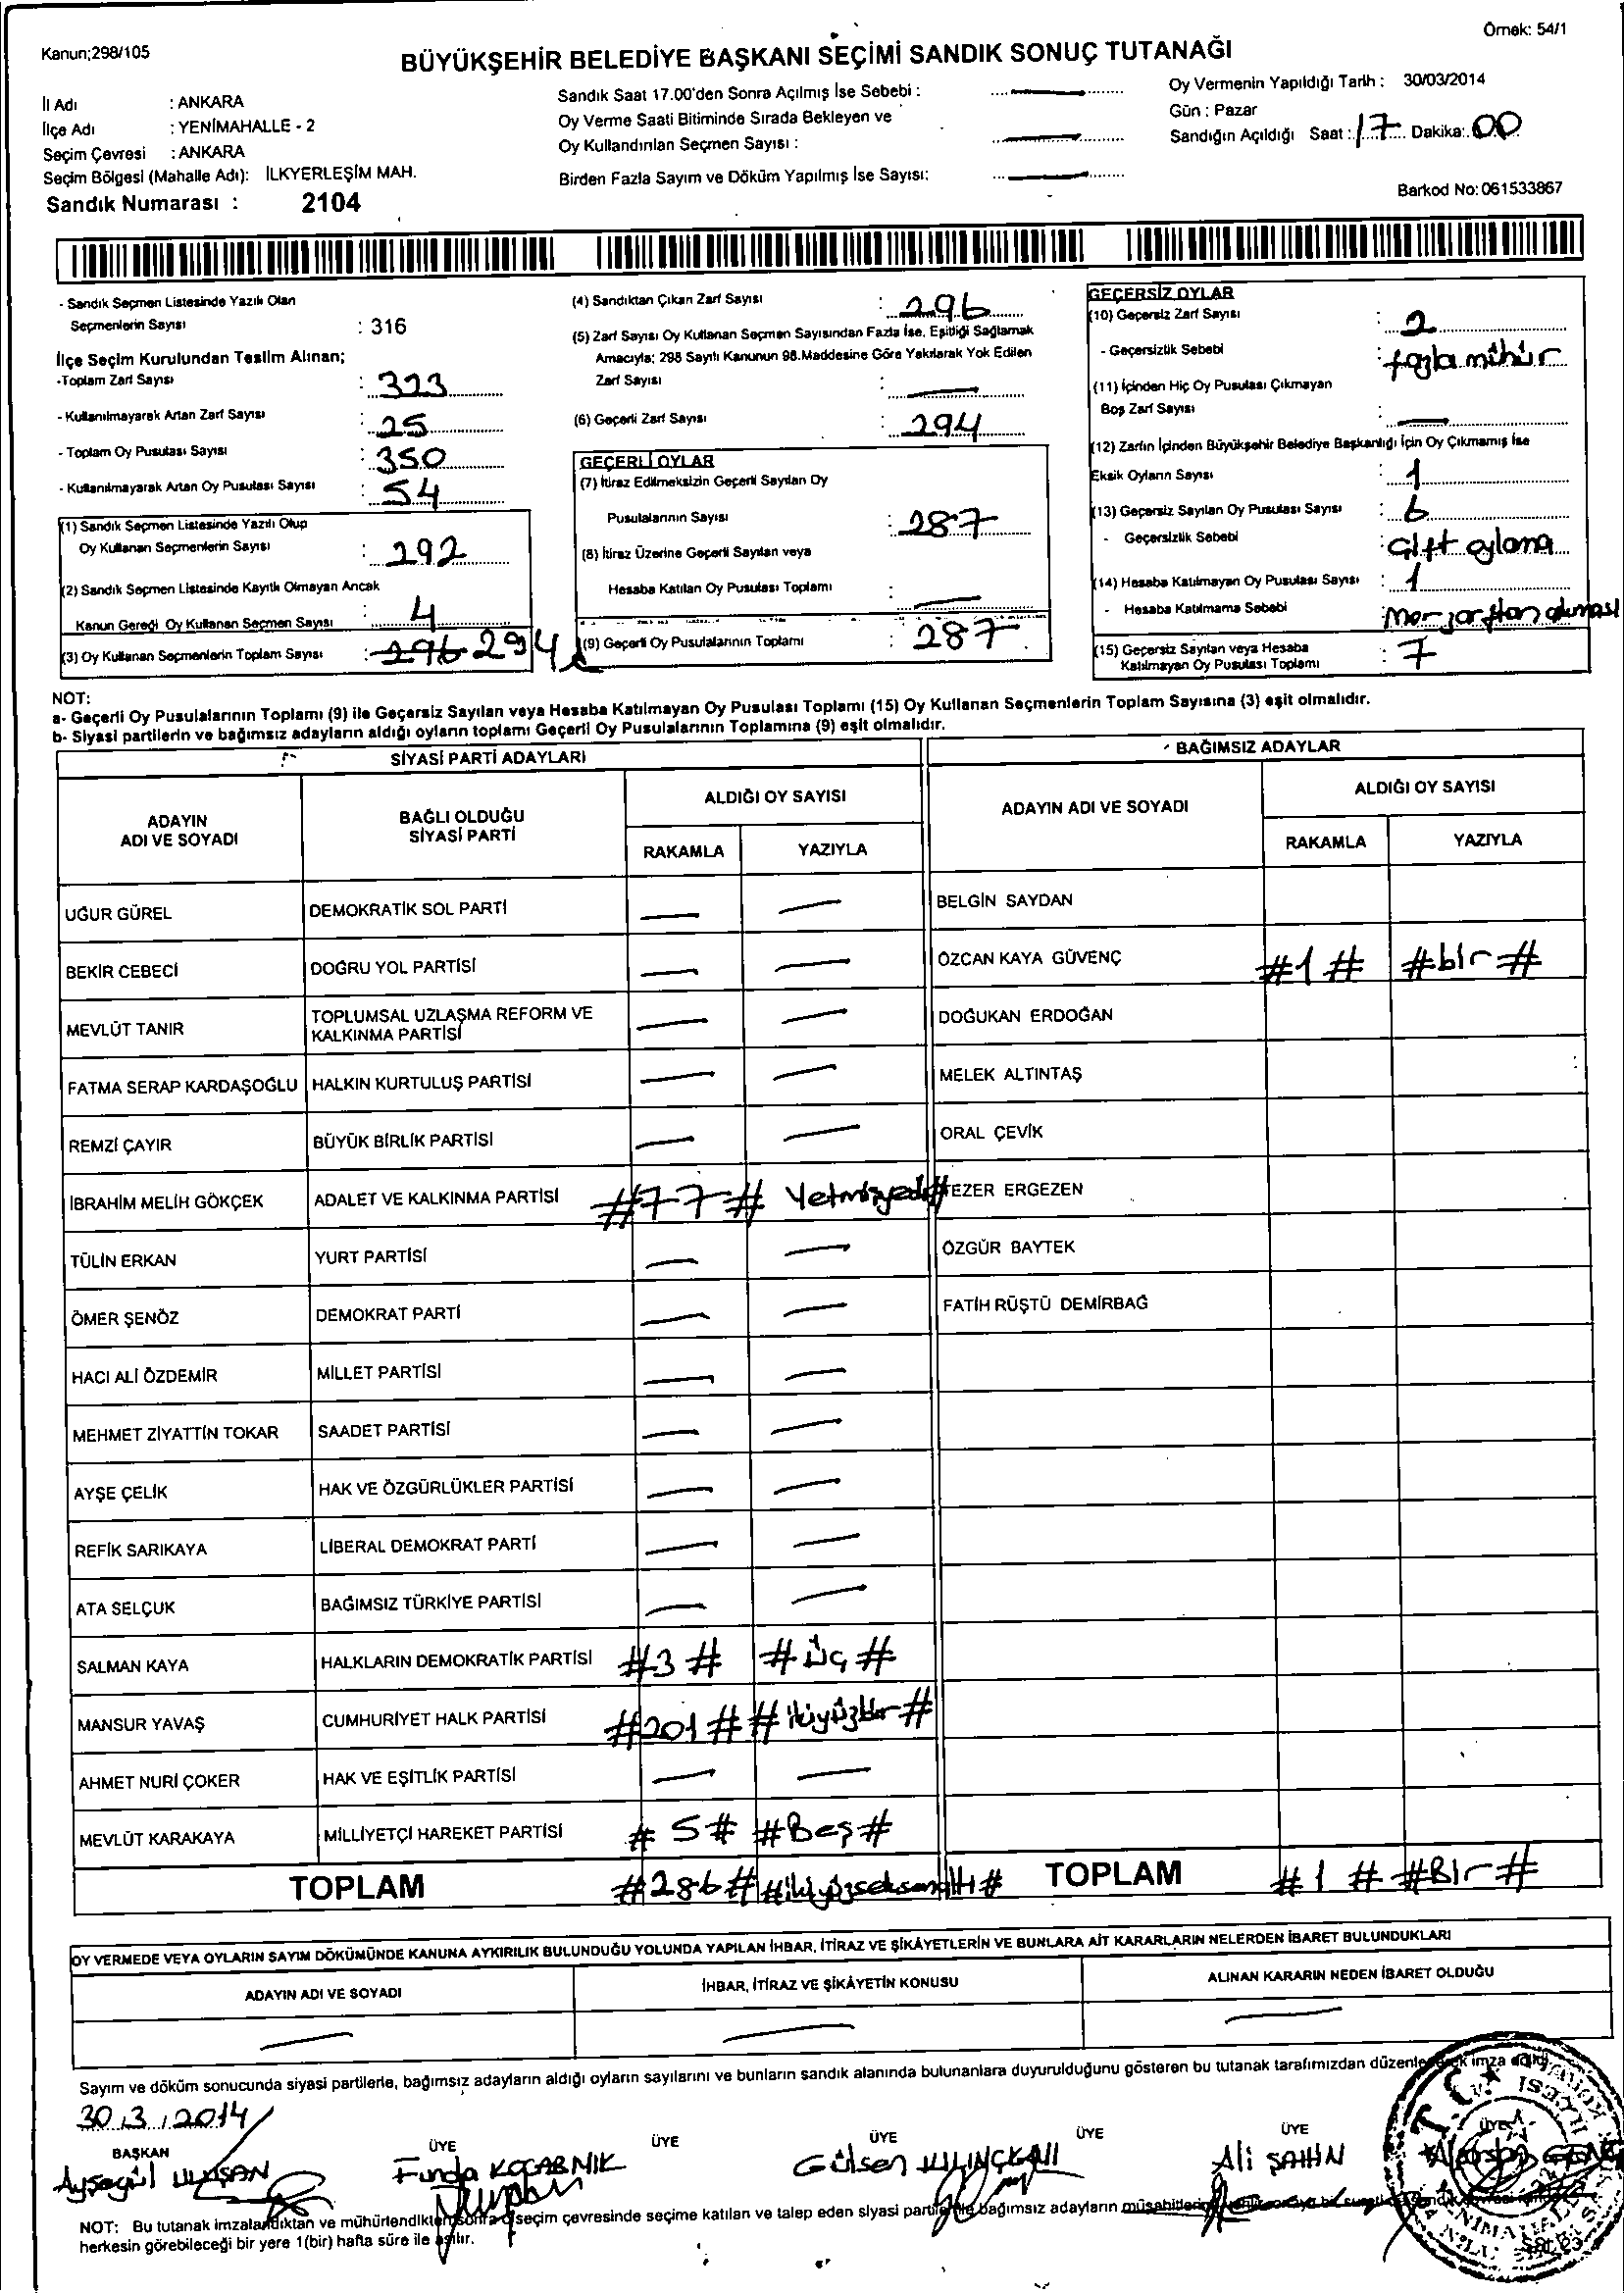 Örnek: 54/1
Kanun;298/105
BÜYÜKŞEHİR BELEDİYE BAŞKANI SEÇİMİ SANDIK SONUÇ TUTANAĞI
İl Adı : ANKARA
İlçe Adı : YENİMAHALLE - 2
Seçim Çevresi : ANKARA
Seçim Bölgesi (Mahalle Adı): İLKYERLEŞİM MAH.
Sandık Numarası : 2104
Sandık Saat 17.00'den Sonra Açılmış İse Sebebi :
Oy Verme Saati Bitiminde Sırada Bekleyen ve
Oy Kullandırılan Seçmen Sayısı :
Birden Fazla Sayım ve Döküm Yapılmış İse Sayısı:
Oy Vermenin Yapıldığı Tarih : 30/03/2014
Gün : Pazar
Sandığın Açıldığı Saat : 17 Dakika: 00
Barkod No: 061533867
- Sandık Seçmen Listesinde Yazılı Olan
Seçmenlerin Sayısı : 316
İlçe Seçim Kurulundan Teslim Alınan;
-Toplam Zarf Sayısı : 323
- Kullanılmayarak Artan Zarf Sayısı : 25
- Toplam Oy Pusulası Sayısı : 350
- Kullanılmayarak Artan Oy Pusulası Sayısı : 54
(1) Sandık Seçmen Listesinde Yazılı Olup
Oy Kullanan Seçmenlerin Sayısı : 292
(2) Sandık Seçmen Listesinde Kayıtlı Olmayan Ancak
Kanun Gereği Oy Kullanan Seçmen Sayısı : 4
(3) Oy Kullanan Seçmenlerin Toplam Sayısı : 296 294
(4) Sandıktan Çıkan Zarf Sayısı : 296
(5) Zarf Sayısı Oy Kullanan Seçmen Sayısından Fazla İse, Eşitliği Sağlamak
Amacıyla; 298 Sayılı Kanunun 98.Maddesine Göre Yakılarak Yok Edilen
Zarf Sayısı :
(6) Geçerli Zarf Sayısı : 294
GEÇERLİ OYLAR
(7) İtiraz Edilmeksizin Geçerli Sayılan Oy
Pusulalarının Sayısı : 287
(8) İtiraz Üzerine Geçerli Sayılan veya
Hesaba Katılan Oy Pusulası Toplamı :
(9) Geçerli Oy Pusulalarının Toplamı : 287
GEÇERSİZ OYLAR
(10) Geçersiz Zarf Sayısı : 2
- Geçersizlik Sebebi : fazla mühür
(11) İçinden Hiç Oy Pusulası Çıkmayan
Boş Zarf Sayısı :
(12) Zarfın İçinden Büyükşehir Belediye Başkanlığı İçin Oy Çıkmamış İse
Eksik Oyların Sayısı : 1
(13) Geçersiz Sayılan Oy Pusulası Sayısı : 6
- Geçersizlik Sebebi : Çift oylama
(14) Hesaba Katılmayan Oy Pusulası Sayısı : 1
- Hesaba Katılmama Sebebi : Mor zarftan olması
(15) Geçersiz Sayılan veya Hesaba
Katılmayan Oy Pusulası Toplamı : 7
NOT:
a- Geçerli Oy Pusulalarının Toplamı (9) ile Geçersiz Sayılan veya Hesaba Katılmayan Oy Pusulası Toplamı (15) Oy Kullanan Seçmenlerin Toplam Sayısına (3) eşit olmalıdır.
b- Siyasi partilerin ve bağımsız adayların aldığı oyların toplamı Geçerli Oy Pusulalarının Toplamına (9) eşit olmalıdır.
SİYASİ PARTİ ADAYLARI
ADAYIN
ADI VE SOYADI
BAĞLI OLDUĞU
SİYASİ PARTİ
ALDIĞI OY SAYISI
RAKAMLA YAZIYLA
UĞUR GÜREL DEMOKRATİK SOL PARTİ
BEKİR CEBECİ DOĞRU YOL PARTİSİ
MEVLÜT TANIR TOPLUMSAL UZLAŞMA REFORM VE
KALKINMA PARTİSİ
FATMA SERAP KARDAŞOĞLU HALKIN KURTULUŞ PARTİSİ
REMZİ ÇAYIR BÜYÜK BİRLİK PARTİSİ
İBRAHİM MELİH GÖKÇEK ADALET VE KALKINMA PARTİSİ #77# Yetmişyedi#
TÜLİN ERKAN YURT PARTİSİ
ÖMER ŞENÖZ DEMOKRAT PARTİ
HACI ALİ ÖZDEMİR MİLLET PARTİSİ
MEHMET ZİYATTİN TOKAR SAADET PARTİSİ
AYŞE ÇELİK HAK VE ÖZGÜRLÜKLER PARTİSİ
REFİK SARIKAYA LİBERAL DEMOKRAT PARTİ
ATA SELÇUK BAĞIMSIZ TÜRKİYE PARTİSİ
SALMAN KAYA HALKLARIN DEMOKRATİK PARTİSİ #3# #Üç#
MANSUR YAVAŞ CUMHURİYET HALK PARTİSİ #201# #ikiyüzbir#
AHMET NURİ ÇOKER HAK VE EŞİTLİK PARTİSİ
MEVLÜT KARAKAYA MİLLİYETÇİ HAREKET PARTİSİ #5# #Beş#
TOPLAM #286# #ikiyüzseksenaltı#
BAĞIMSIZ ADAYLAR
ADAYIN ADI VE SOYADI
ALDIĞI OY SAYISI
RAKAMLA YAZIYLA
BELGİN SAYDAN
ÖZCAN KAYA GÜVENÇ #1# #bir#
DOĞUKAN ERDOĞAN
MELEK ALTINTAŞ
ORAL ÇEVİK
TEZER ERGEZEN
ÖZGÜR BAYTEK
FATİH RÜŞTÜ DEMİRBAĞ
TOPLAM #1# #Bir#
OY VERMEDE VEYA OYLARIN SAYIM DÖKÜMÜNDE KANUNA AYKIRILIK BULUNDUĞU YOLUNDA YAPILAN İHBAR, İTİRAZ VE ŞİKÂYETLERİN VE BUNLARA AİT KARARLARIN NELERDEN İBARET BULUNDUKLARI
ADAYIN ADI VE SOYADI İHBAR, İTİRAZ VE ŞİKÂYETİN KONUSU ALINAN KARARIN NEDEN İBARET OLDUĞU
Sayım ve döküm sonucunda siyasi partilerle, bağımsız adayların aldığı oyların sayılarını ve bunların sandık alanında bulunanlara duyurulduğunu gösteren bu tutanak tarafımızdan düzenlenerek imza edildi.
30.3.2014
BAŞKAN ÜYE ÜYE ÜYE ÜYE ÜYE ÜYE
Ayşegül Funda Gülsen KILINÇKALI Ali ŞAHİN
NOT: Bu tutanak imzalandıktan ve mühürlendikten sonra seçim çevresinde seçime katılan ve talep eden siyasi parti ile bağımsız adayların müşahitlerine
herkesin görebileceği bir yere 1(bir) hafta süre ile asılır.
T.C.